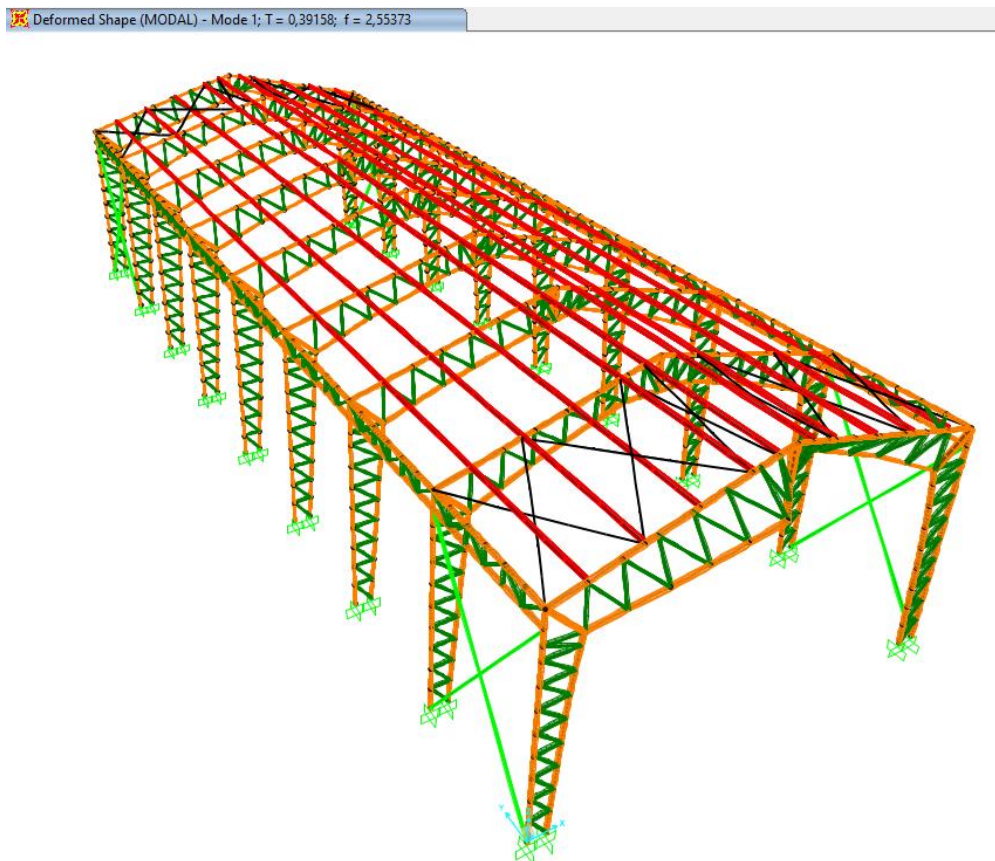 Deformed Shape (MODAL) - Mode 1; T = 0,39158; f = 2,55373
Y
X